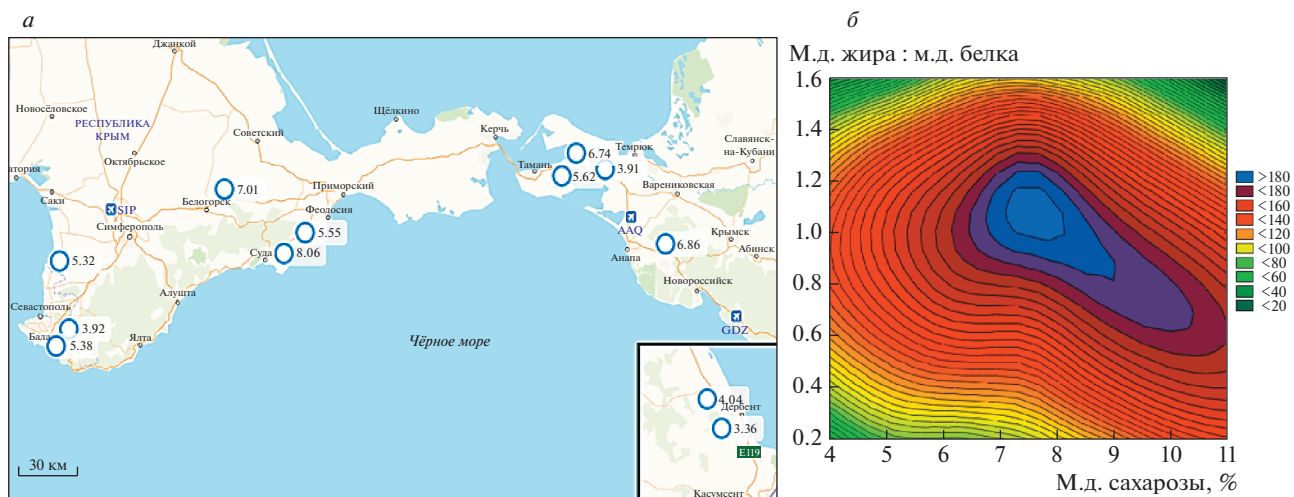 а
Джанкой
Новосёловское
РЕСПУБЛИКА
КРЫМ
Октябрьское
Советский
Щёлкино
Керчь
Тамань
6.74
5.62
3.91
Темрюк
Славянск-
на-Кубани
Варениковская
атория
Саки
7.01
Белогорск
SIP
Симферополь
Приморский
Феодосия
5.55
8.06
Суда
AAQ
Анапа
6.86
Крымск
Абинск
5.32
Новороссийск
Севастополь
Алушта
3.92
Бала
5.38
Ялта
Чёрное море
GDZ
4.04
Дербент
3.36
E119
Касумсент
30 км
б
М.д. жира : м.д. белка
1.6
1.4
1.2
1.0
0.8
0.6
0.4
0.2
4 5 6 7 8 9 10 11
М.д. сахарозы, %
>180
<180
<160
<140
<120
<100
<80
<60
<40
<20